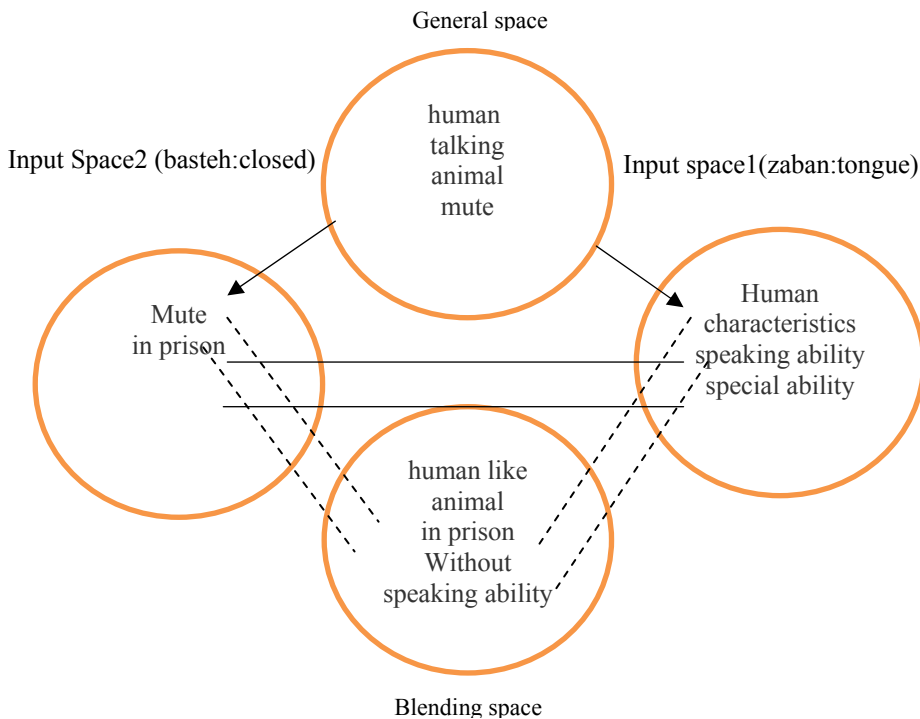 General space
human
talking
animal
mute
Input Space2 (basteh:closed)
Input space1(zaban:tongue)
Mute
in prison
Human
characteristics
speaking ability
special ability
human like
animal
in prison
Without
speaking ability
Blending space